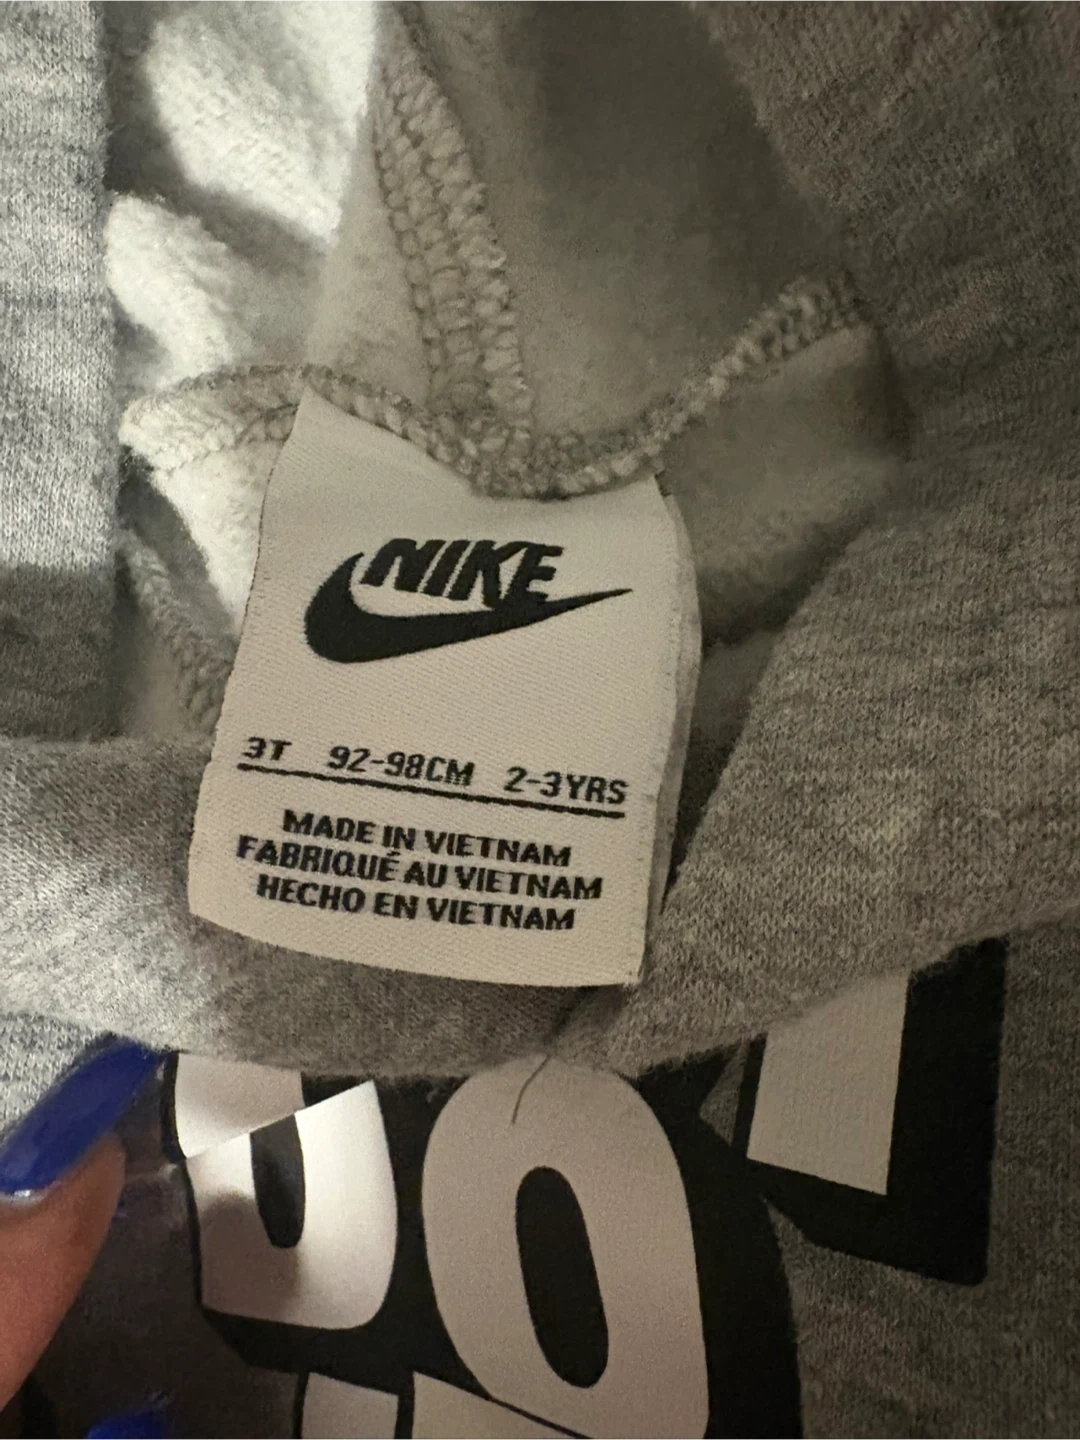 NIKE
3T 92-98CM 2-3YRS
MADE IN VIETNAM
FABRIQUÉ AU VIETNAM
HECHO EN VIETNAM